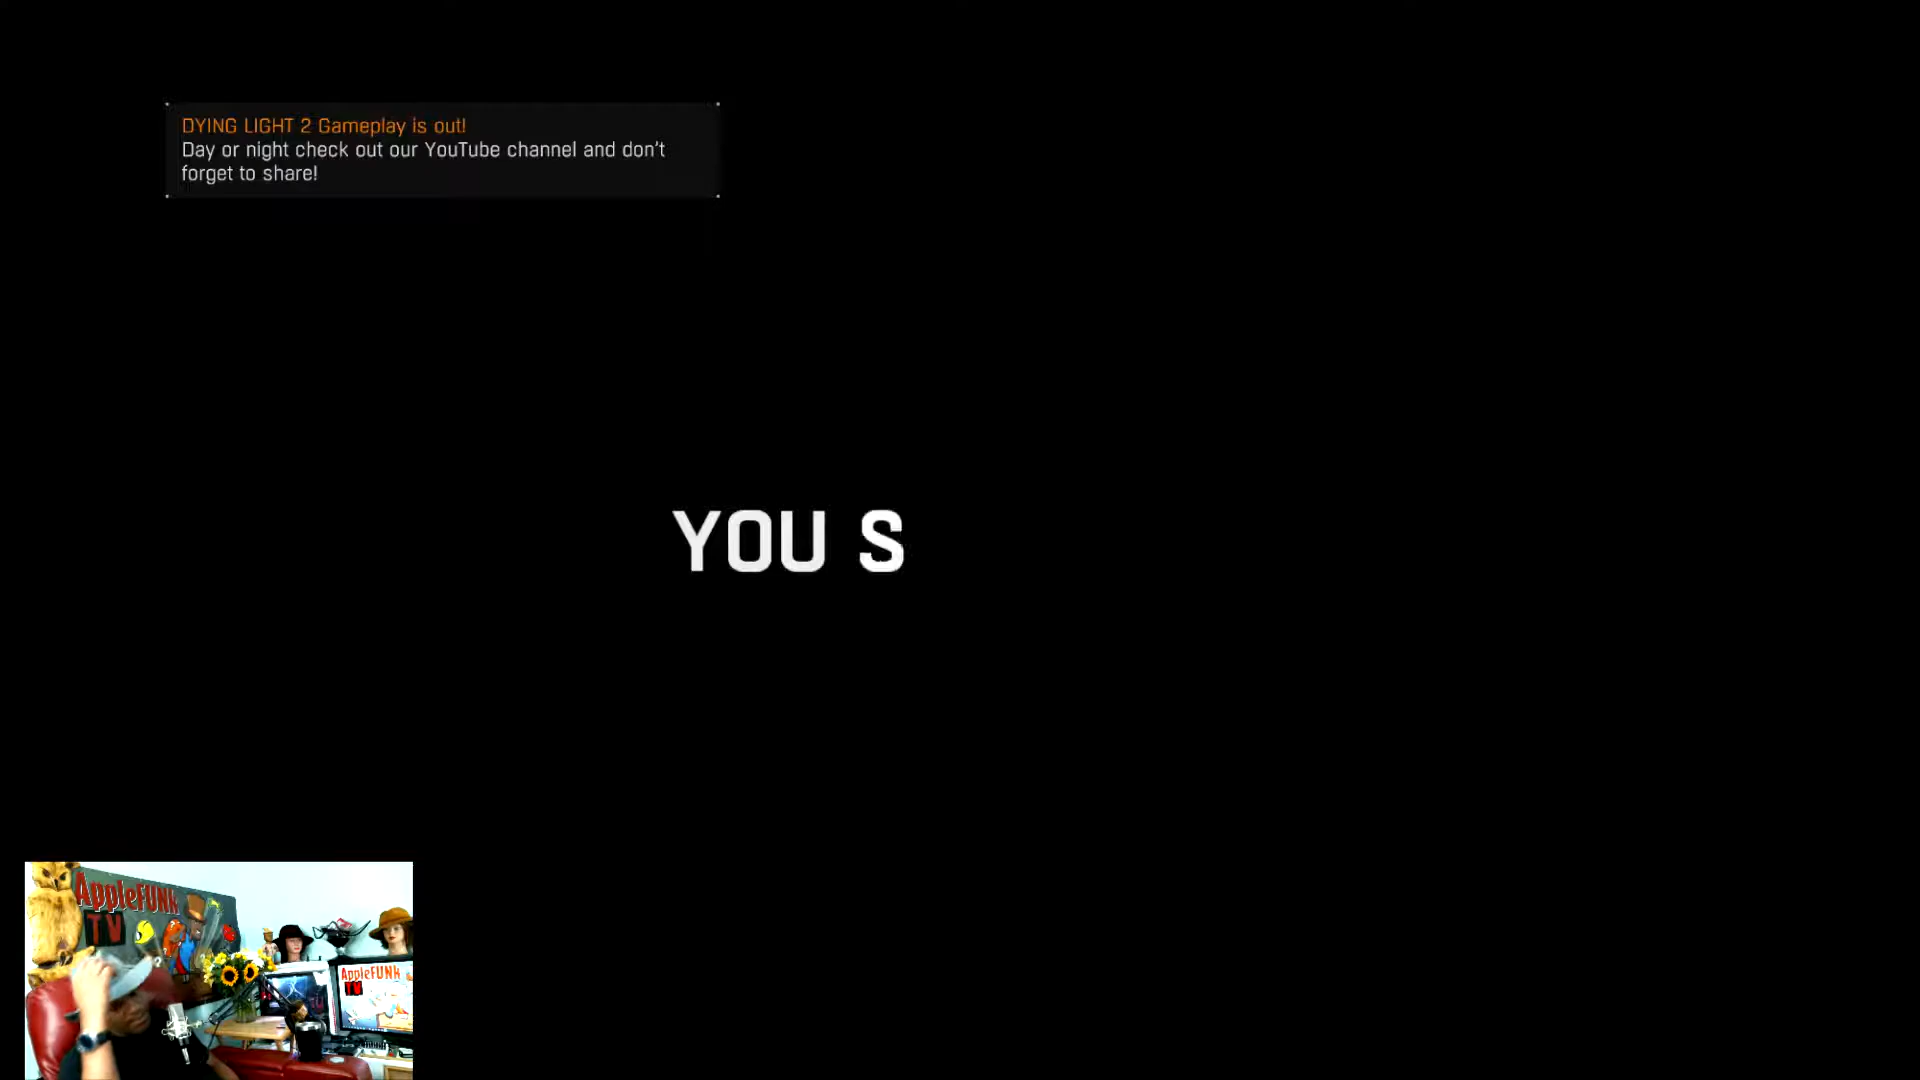 DYING LIGHT 2 Gameplay is out!
Day or night check out our YouTube channel and don't
forget to share!
YOU S
AppleFUNK
TV
AppleFUNK
TV